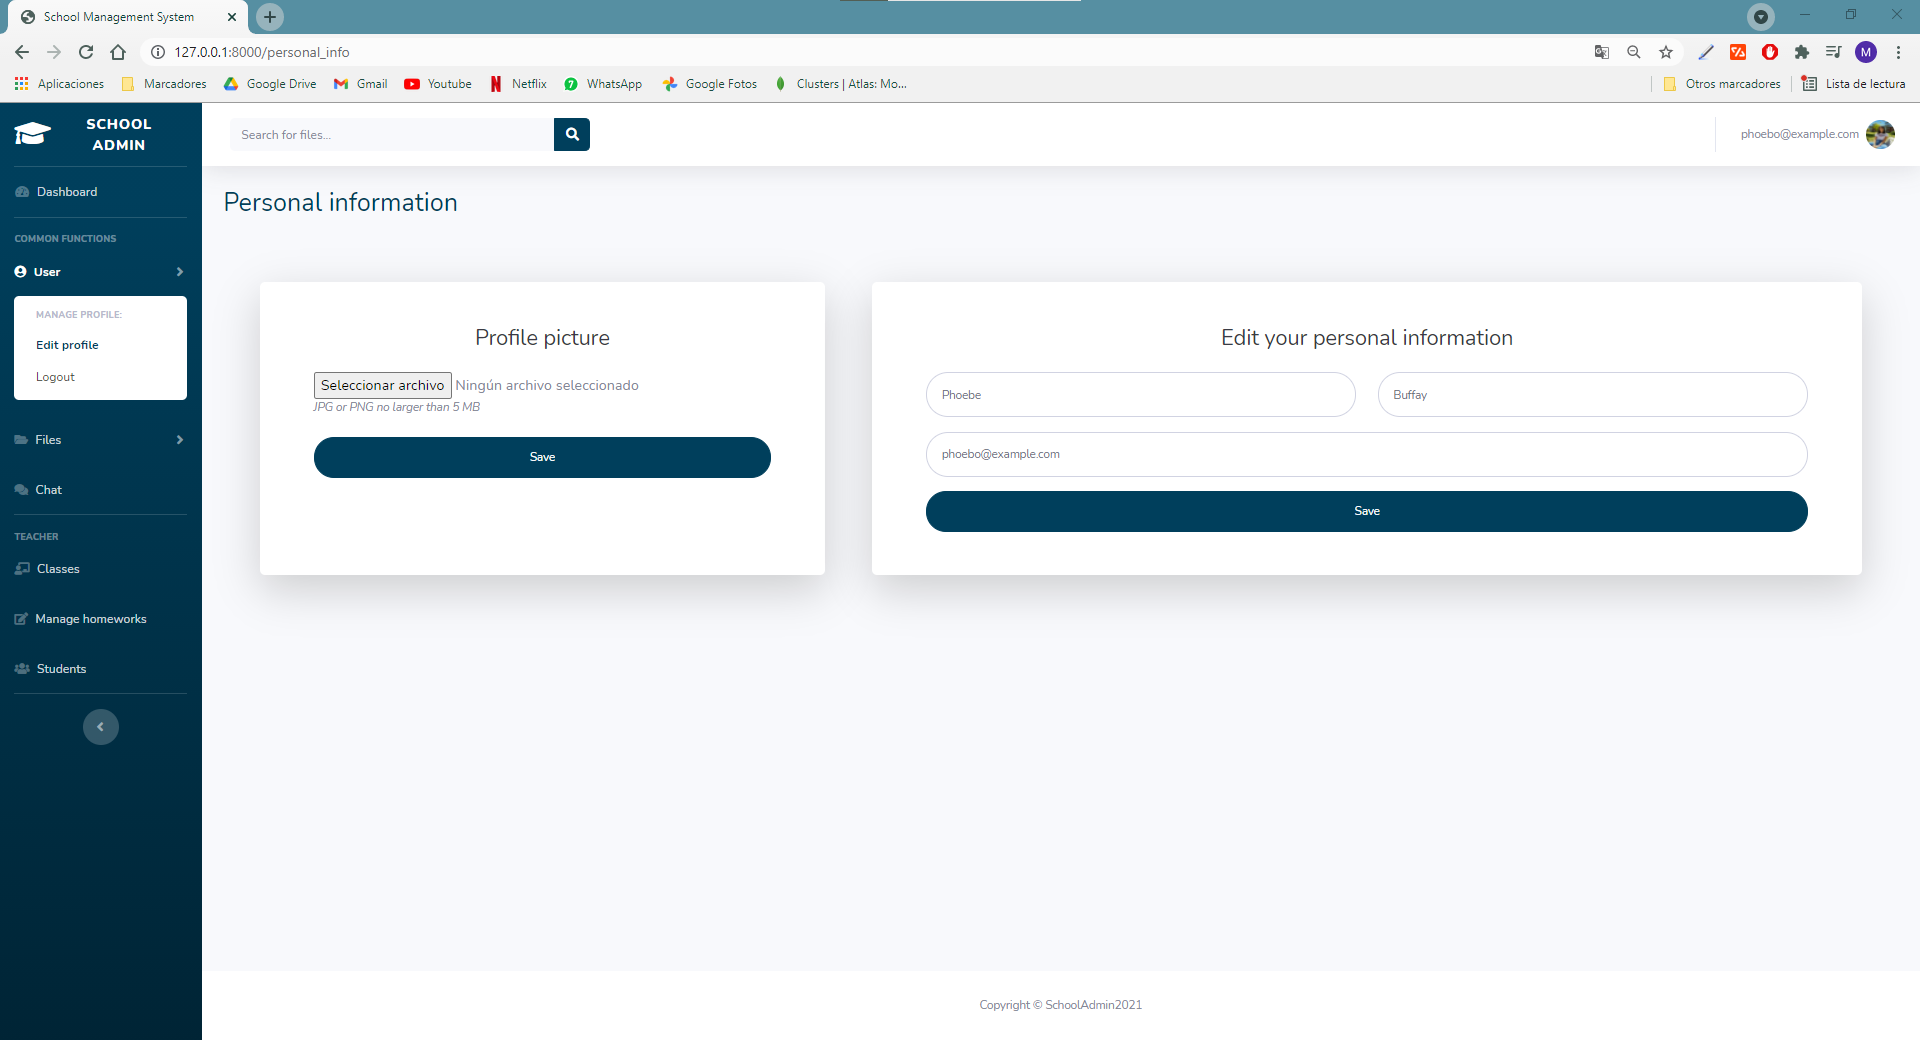 School Management System
127.0.0.1:8000/personal_info
Aplicaciones Marcadores Google Drive Gmail Youtube Netflix WhatsApp Google Fotos Clusters | Atlas: Mo... Otros marcadores Lista de lectura
M
SCHOOL
ADMIN
Search for files...
phoebo@example.com
Dashboard
COMMON FUNCTIONS
User
MANAGE PROFILE:
Edit profile
Logout
Files
Chat
TEACHER
Classes
Manage homeworks
Students
Personal information
Profile picture
Seleccionar archivo Ningún archivo seleccionado
JPG or PNG no larger than 5 MB
Save
Edit your personal information
Phoebe Buffay
phoebo@example.com
Save
Copyright © SchoolAdmin2021